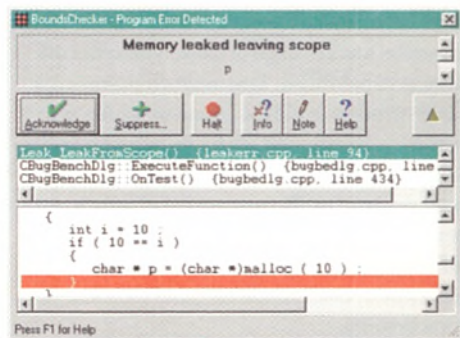 BoundsChecker - Program Error Detected
Memory leaked leaving scope
p
Acknowledge Suppress... Halt Info Note Help
Leak_LeakFromScope() {leakerr.cpp, line 94}
CBugBenchDlg::ExecuteFunction() {bugbedlg.cpp, line
CBugBenchDlg::OnTest() {bugbedlg.cpp, line 434}
{
int i = 10 ;
if ( 10 == i )
{
char * p = (char *)malloc ( 10 ) ;
}
}
Press F1 for Help